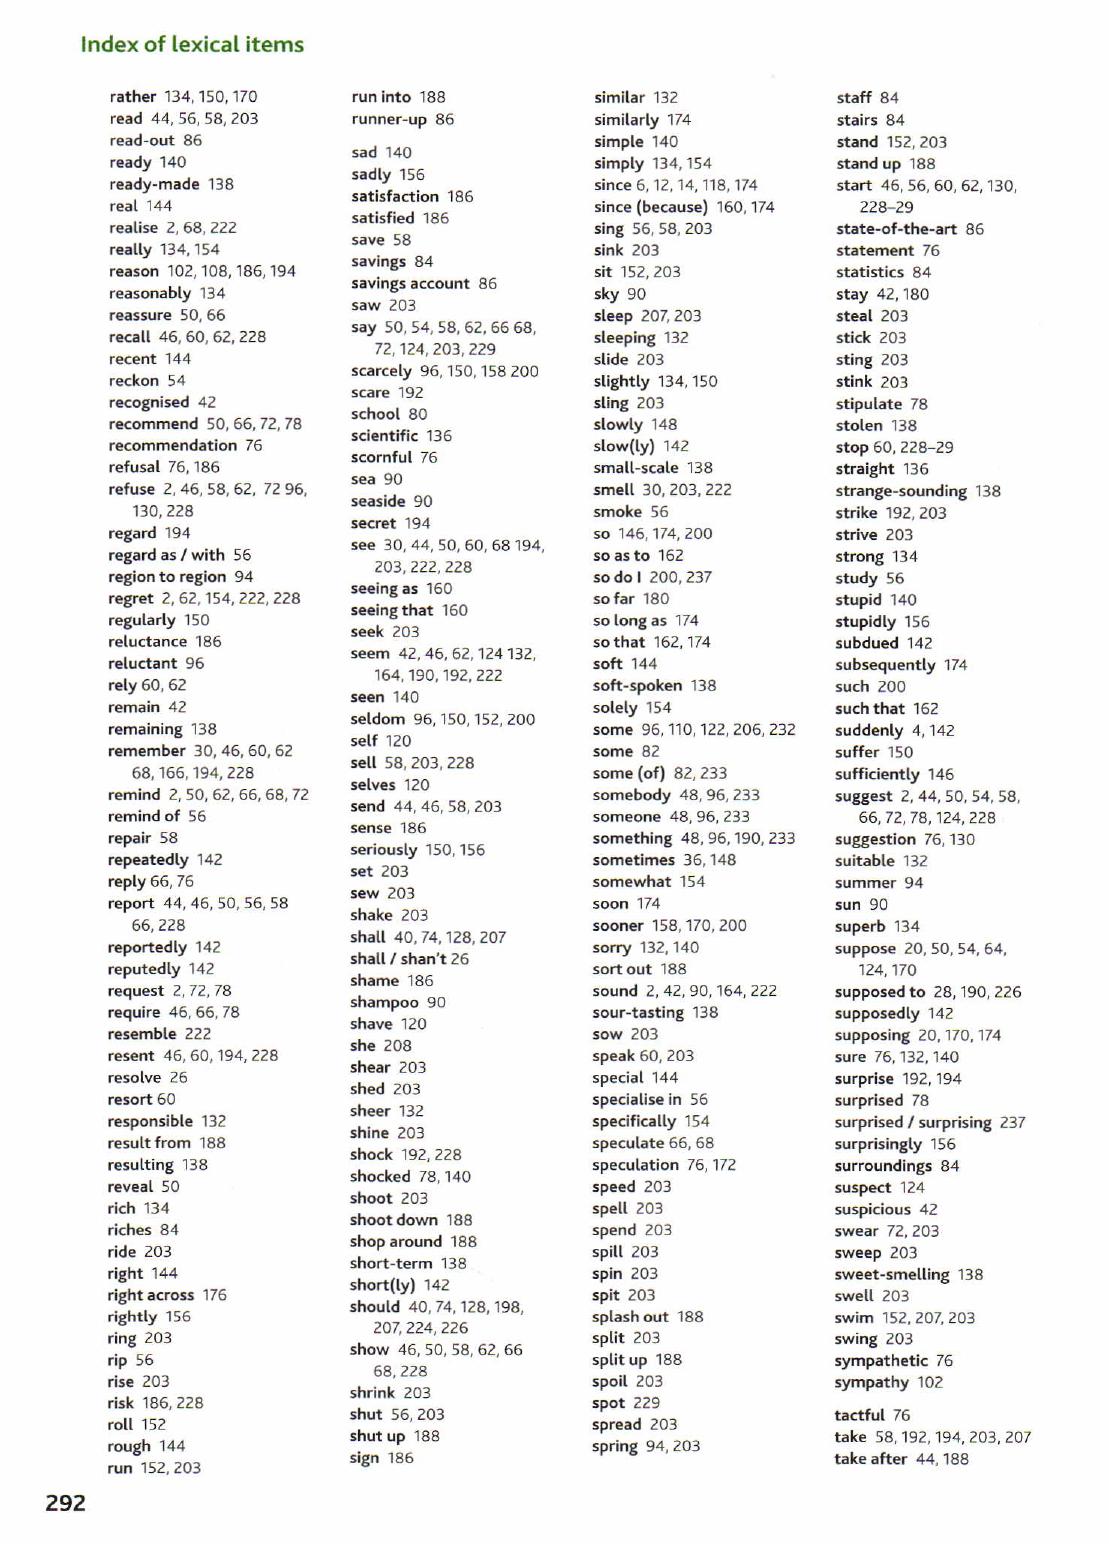 Index of lexical items
rather 134, 150, 170
read 44, 56, 58, 203
read-out 86
ready 140
ready-made 138
real 144
realise 2, 68, 222
really 134, 154
reason 102, 108, 186, 194
reasonably 134
reassure 50, 66
recall 46, 60, 62, 228
recent 144
reckon 54
recognised 42
recommend 50, 66, 72, 78
recommendation 76
refusal 76, 186
refuse 2, 46, 58, 62, 72 96,
130, 228
regard 194
regard as / with 56
region to region 94
regret 2, 62, 154, 222, 228
regularly 150
reluctance 186
reluctant 96
rely 60, 62
remain 42
remaining 138
remember 30, 46, 60, 62
68, 166, 194, 228
remind 2, 50, 62, 66, 68, 72
remind of 56
repair 58
repeatedly 142
reply 66, 76
report 44, 46, 50, 56, 58
66, 228
reportedly 142
reputedly 142
request 2, 72, 78
require 46, 66, 78
resemble 222
resent 46, 60, 194, 228
resolve 26
resort 60
responsible 132
result from 188
resulting 138
reveal 50
rich 134
riches 84
ride 203
right 144
right across 176
rightly 156
ring 203
rip 56
rise 203
risk 186, 228
roll 152
rough 144
run 152, 203
run into 188
runner-up 86
sad 140
sadly 156
satisfaction 186
satisfied 186
save 58
savings 84
savings account 86
saw 203
say 50, 54, 58, 62, 66 68,
72, 124, 203, 229
scarcely 96, 150, 158 200
scare 192
school 80
scientific 136
scornful 76
sea 90
seaside 90
secret 194
see 30, 44, 50, 60, 68 194,
203, 222, 228
seeing as 160
seeing that 160
seek 203
seem 42, 46, 62, 124 132,
164, 190, 192, 222
seen 140
seldom 96, 150, 152, 200
self 120
sell 58, 203, 228
selves 120
send 44, 46, 58, 203
sense 186
seriously 150, 156
set 203
sew 203
shake 203
shall 40, 74, 128, 207
shall / shan't 26
shame 186
shampoo 90
shave 120
she 208
shear 203
shed 203
sheer 132
shine 203
shock 192, 228
shocked 78, 140
shoot 203
shoot down 188
shop around 188
short-term 138
short(ly) 142
should 40, 74, 128, 198,
207, 224, 226
show 46, 50, 58, 62, 66
68, 228
shrink 203
shut 56, 203
shut up 188
sign 186
similar 132
similarly 174
simple 140
simply 134, 154
since 6, 12, 14, 118, 174
since (because) 160, 174
sing 56, 58, 203
sink 203
sit 152, 203
sky 90
sleep 207, 203
sleeping 132
slide 203
slightly 134, 150
sling 203
slowly 148
slow(ly) 142
small-scale 138
smell 30, 203, 222
smoke 56
so 146, 174, 200
so as to 162
so do I 200, 237
so far 180
so long as 174
so that 162, 174
soft 144
soft-spoken 138
solely 154
some 96, 110, 122, 206, 232
some 82
some (of) 82, 233
somebody 48, 96, 233
someone 48, 96, 233
something 48, 96, 190, 233
sometimes 36, 148
somewhat 154
soon 174
sooner 158, 170, 200
sorry 132, 140
sort out 188
sound 2, 42, 90, 164, 222
sour-tasting 138
sow 203
speak 60, 203
special 144
specialise in 56
specifically 154
speculate 66, 68
speculation 76, 172
speed 203
spell 203
spend 203
spill 203
spin 203
spit 203
splash out 188
split 203
split up 188
spoil 203
spot 229
spread 203
spring 94, 203
staff 84
stairs 84
stand 152, 203
stand up 188
start 46, 56, 60, 62, 130,
228–29
state-of-the-art 86
statement 76
statistics 84
stay 42, 180
steal 203
stick 203
sting 203
stink 203
stipulate 78
stolen 138
stop 60, 228–29
straight 136
strange-sounding 138
strike 192, 203
strive 203
strong 134
study 56
stupid 140
stupidly 156
subdued 142
subsequently 174
such 200
such that 162
suddenly 4, 142
suffer 150
sufficiently 146
suggest 2, 44, 50, 54, 58,
66, 72, 78, 124, 228
suggestion 76, 130
suitable 132
summer 94
sun 90
superb 134
suppose 20, 50, 54, 64,
124, 170
supposed to 28, 190, 226
supposedly 142
supposing 20, 170, 174
sure 76, 132, 140
surprise 192, 194
surprised 78
surprised / surprising 237
surprisingly 156
surroundings 84
suspect 124
suspicious 42
swear 72, 203
sweep 203
sweet-smelling 138
swell 203
swim 152, 207, 203
swing 203
sympathetic 76
sympathy 102
tactful 76
take 58, 192, 194, 203, 207
take after 44, 188
292